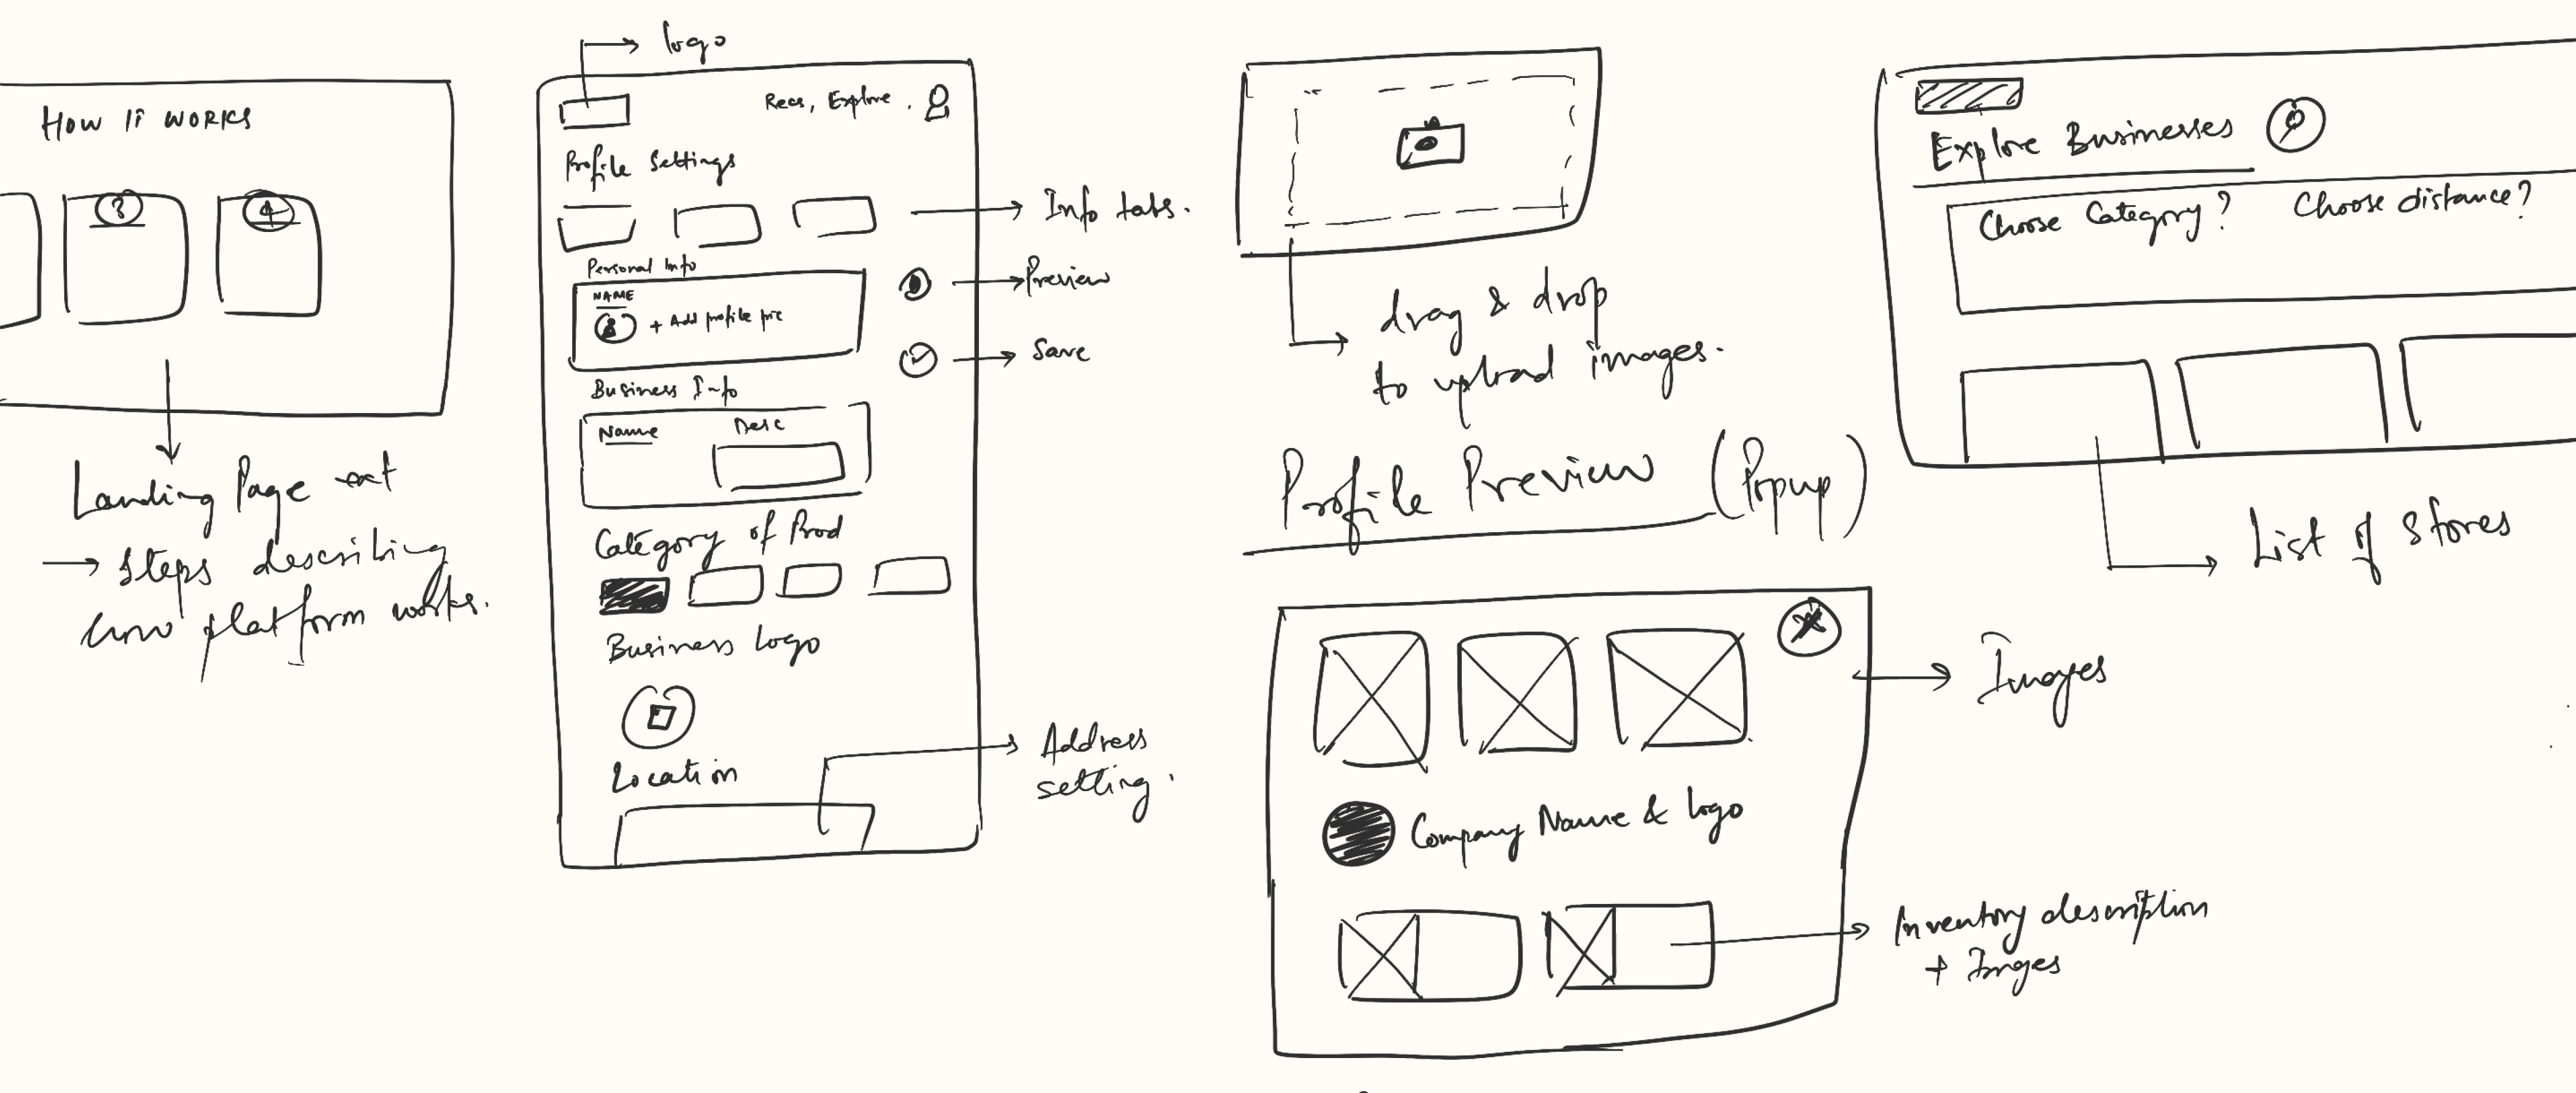 HOW IT WORKS
3
4
Landing Page
→ Steps describing
how platform works.
logo
Recs, Explore.
Profile Settings
Info tabs.
Personal Info
NAME
+ Add profile pic
Preview
Save
Business Info
Name
Desc
Category of Prod
Business Logo
Location
Address
setting.
drag & drop
to upload images.
Profile Preview (Popup)
Images
Company Name & logo
Inventory description
+ Imges
Explore Businesses
Choose Category?
Choose distance?
List of Stores